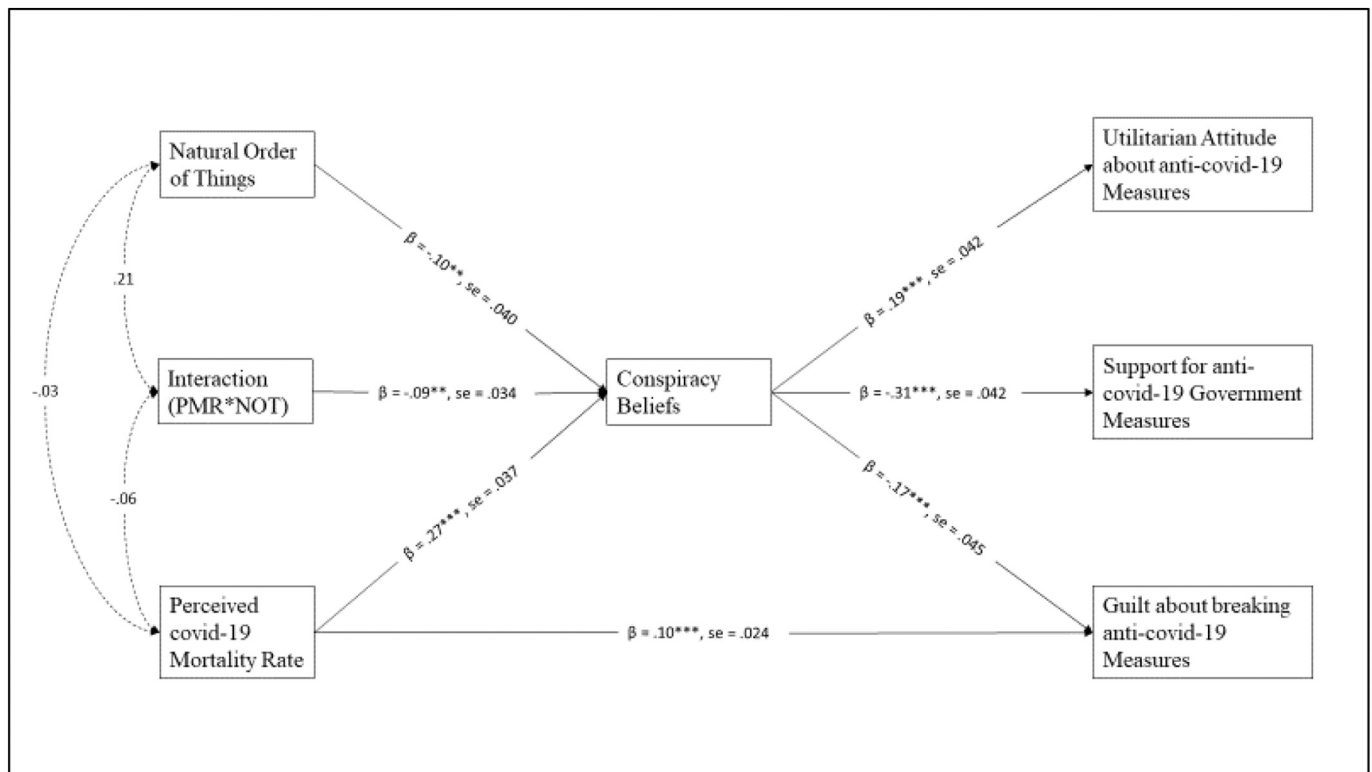 Natural Order
of Things
Utilitarian Attitude
about anti-covid-19
Measures
β = -.10**, se = .040
β = .19***, se = .042
.21
-.03
Interaction
(PMR*NOT)
β = -.09**, se = .034
Conspiracy
Beliefs
β = -.31***, se = .042
Support for anti-
covid-19 Government
Measures
-.06
β = .27***, se = .037
β = -.17***, se = .045
Perceived
covid-19
Mortality Rate
β = .10***, se = .024
Guilt about breaking
anti-covid-19
Measures